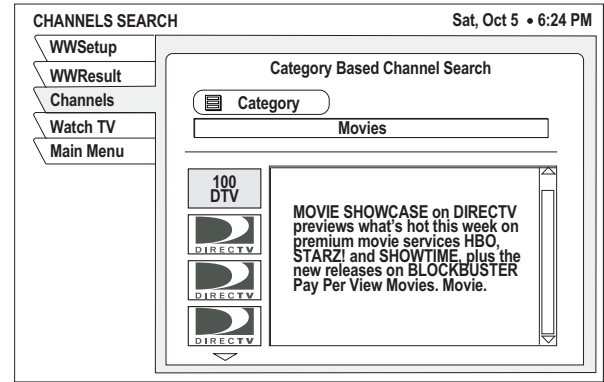 CHANNELS SEARCH
Sat, Oct 5 • 6:24 PM
WWSetup
WWResult
Channels
Watch TV
Main Menu
Category Based Channel Search
Category
Movies
100
DTV
DIRECTV
DIRECTV
DIRECTV
MOVIE SHOWCASE on DIRECTV
previews what's hot this week on
premium movie services HBO,
STARZ! and SHOWTIME, plus the
new releases on BLOCKBUSTER
Pay Per View Movies. Movie.